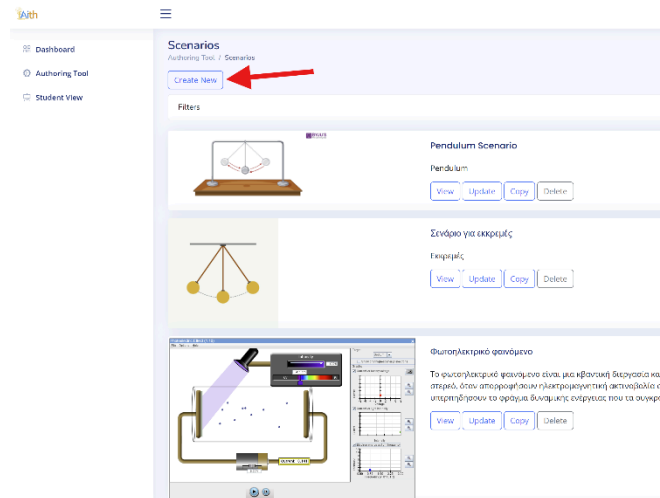 Aith
Dashboard
Authoring Tool
Student View
Scenarios
Authoring Tool / Scenarios
Create New
Filters
Pendulum Scenario
Pendulum
View Update Copy Delete
Σενάριο για εκκρεμές
Εκκρεμές
View Update Copy Delete
Φωτοηλεκτρικό φαινόμενο
Το φωτοηλεκτρικό φαινόμενο είναι μια κβαντική διεργασία κα
στερεό, όταν απορροφήσουν ηλεκτρομαγνητική ακτινοβολία
υπερπηδήσουν το φράγμα δυναμικής ενέργειας που τα συγκρ
View Update Copy Delete